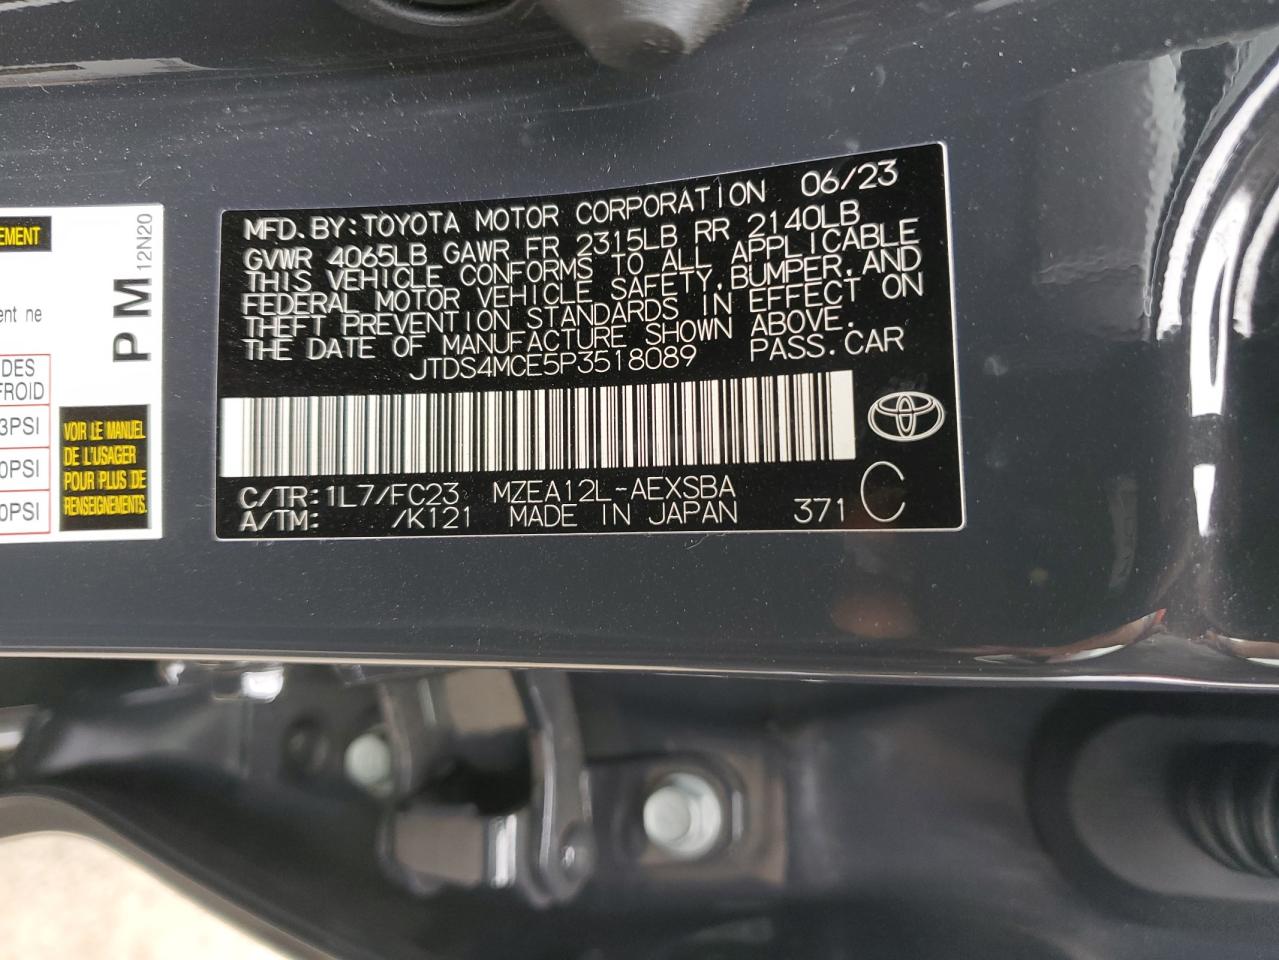 EMENT
ent ne
DES
FROID
3PSI
0PSI
0PSI
PM
12N20
VOIR LE MANUEL
DE L'USAGER
POUR PLUS DE
RENSEIGNEMENTS.
MFD. BY: TOYOTA MOTOR CORPORATION 06/23
GVWR 4065LB GAWR FR 2315LB RR 2140LB
THIS VEHICLE CONFORMS TO ALL APPLICABLE
FEDERAL MOTOR VEHICLE SAFETY, BUMPER, AND
THEFT PREVENTION STANDARDS IN EFFECT ON
THE DATE OF MANUFACTURE SHOWN ABOVE.
JTDS4MCE5P3518089 PASS. CAR
C/TR: 1L7/FC23 MZEA12L-AEXSBA
A/TM: /K121 MADE IN JAPAN 371 C